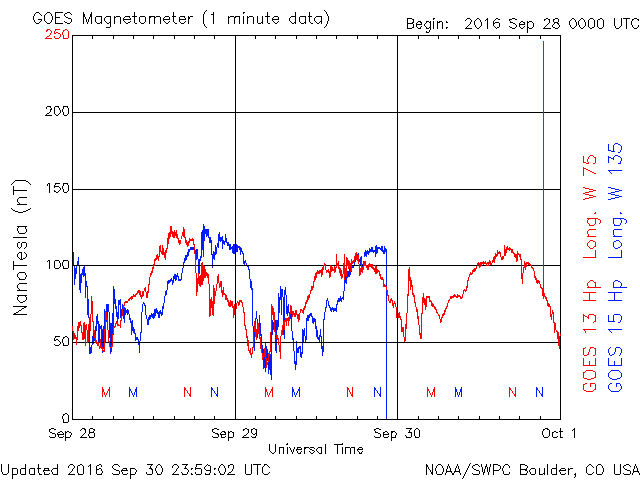 GOES Magnetometer (1 minute data)
Begin: 2016 Sep 28 0000 UTC
250
200
150
100
50
0
NanoTesla (nT)
M M N N M M N N M M N N
Sep 28 Sep 29 Sep 30 Oct 1
Universal Time
GOES 13 Hp Long. W 75
GOES 15 Hp Long. W 135
Updated 2016 Sep 30 23:59:02 UTC
NOAA/SWPC Boulder, CO USA